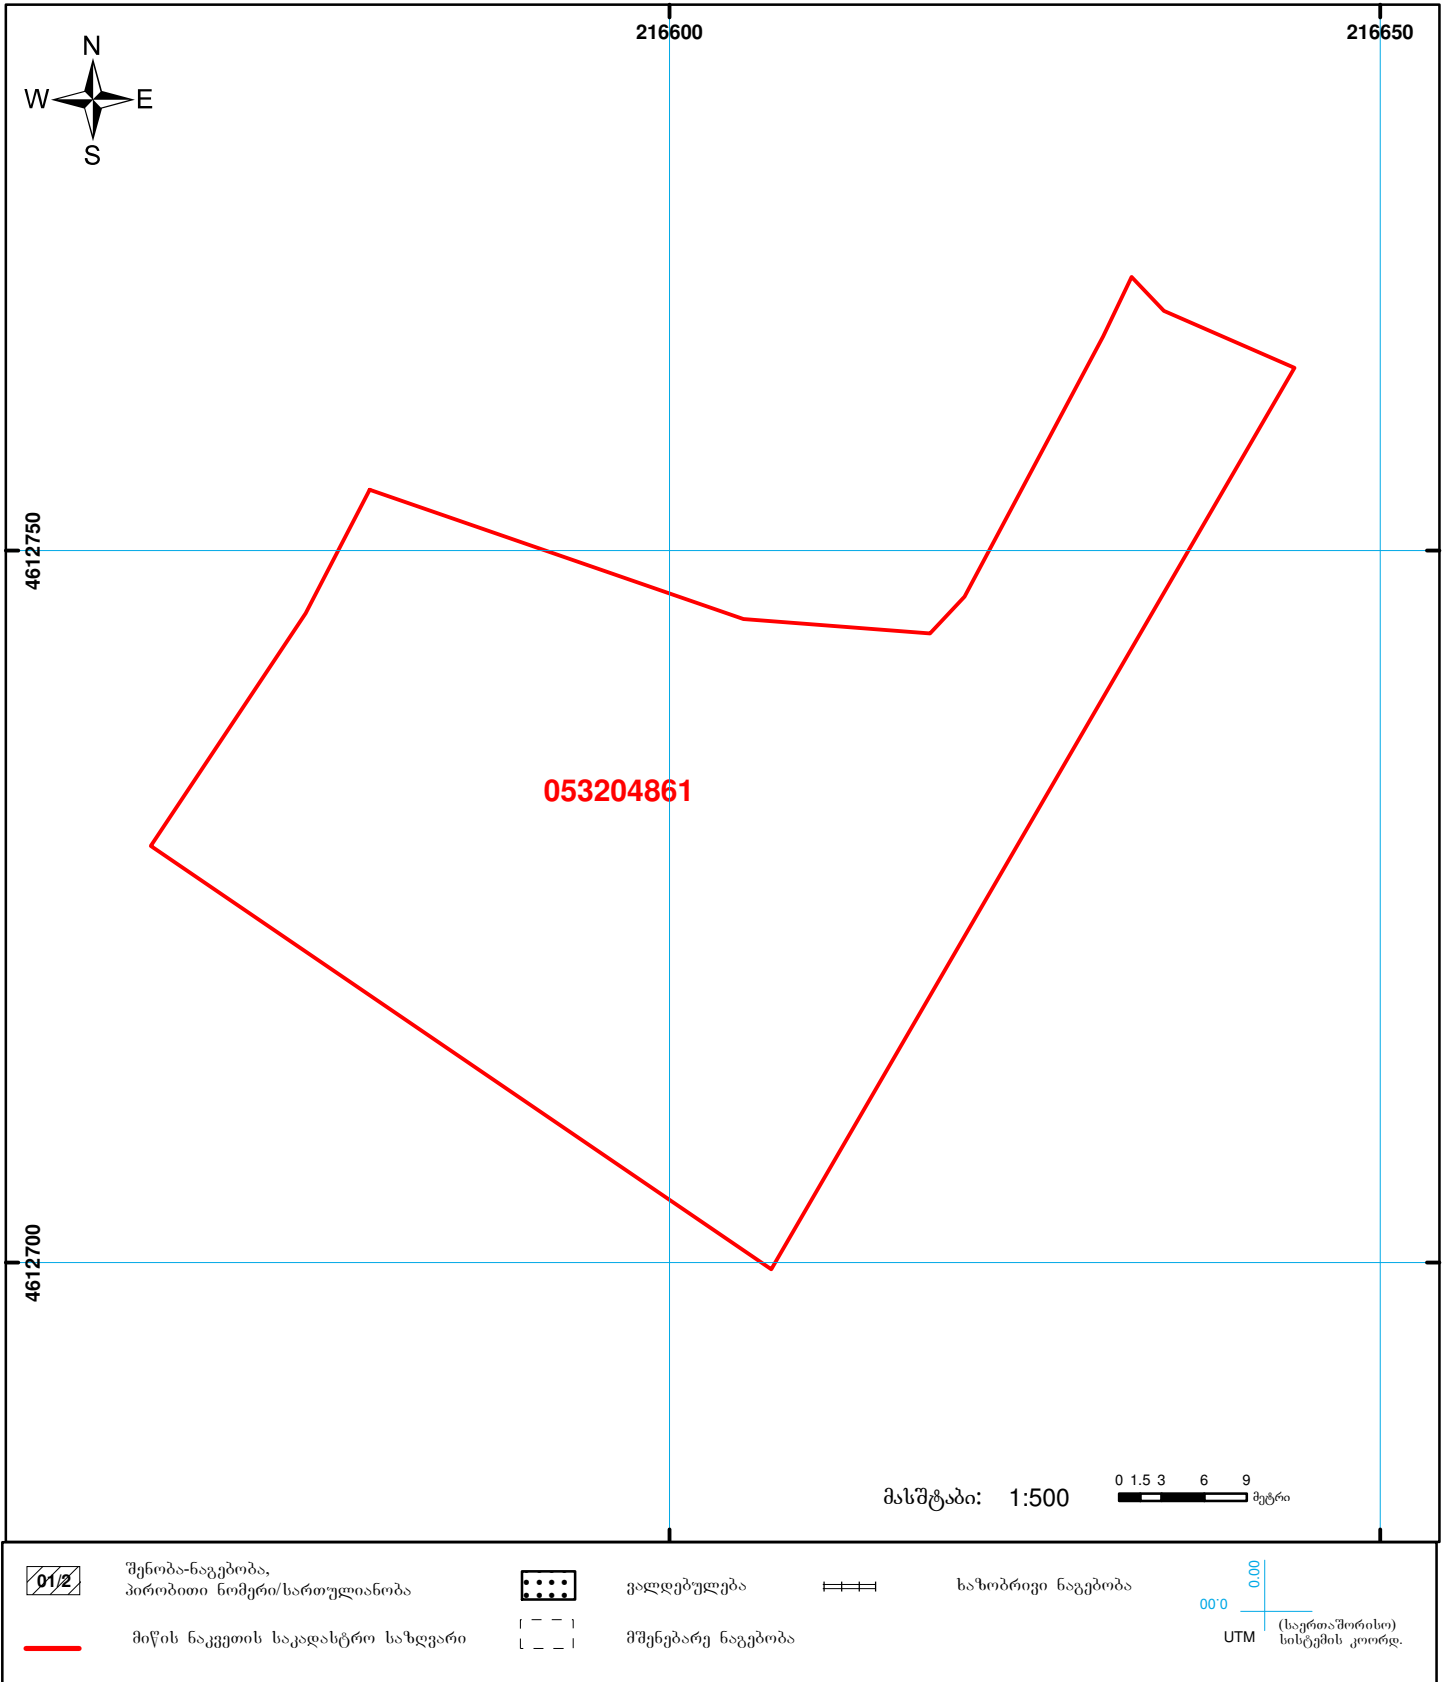 216600
216650
N
W
E
S
4612750
053204861
4612700
მასშტაბი: 1:500
0 1.5 3 6 9
მეტრი
01/2
შენობა-ნაგებობა,
პირობითი ნომერი/სართულიანობა
ვალდებულება
ხაზობრივი ნაგებობა
0.00
0.00
მიწის ნაკვეთის საკადასტრო საზღვარი
მშენებარე ნაგებობა
UTM
(საერთაშორისო)
სისტემის კოორდ.